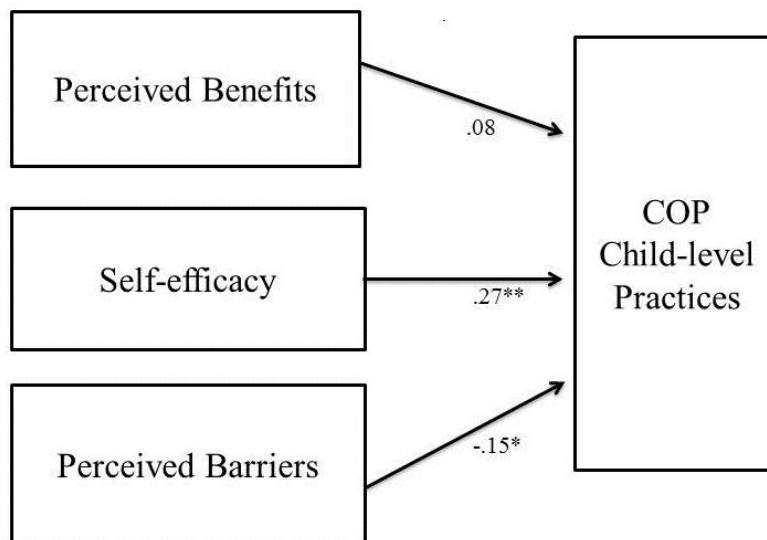 Perceived Benefits
.08
Self-efficacy
.27**
Perceived Barriers
-.15*
COP
Child-level
Practices